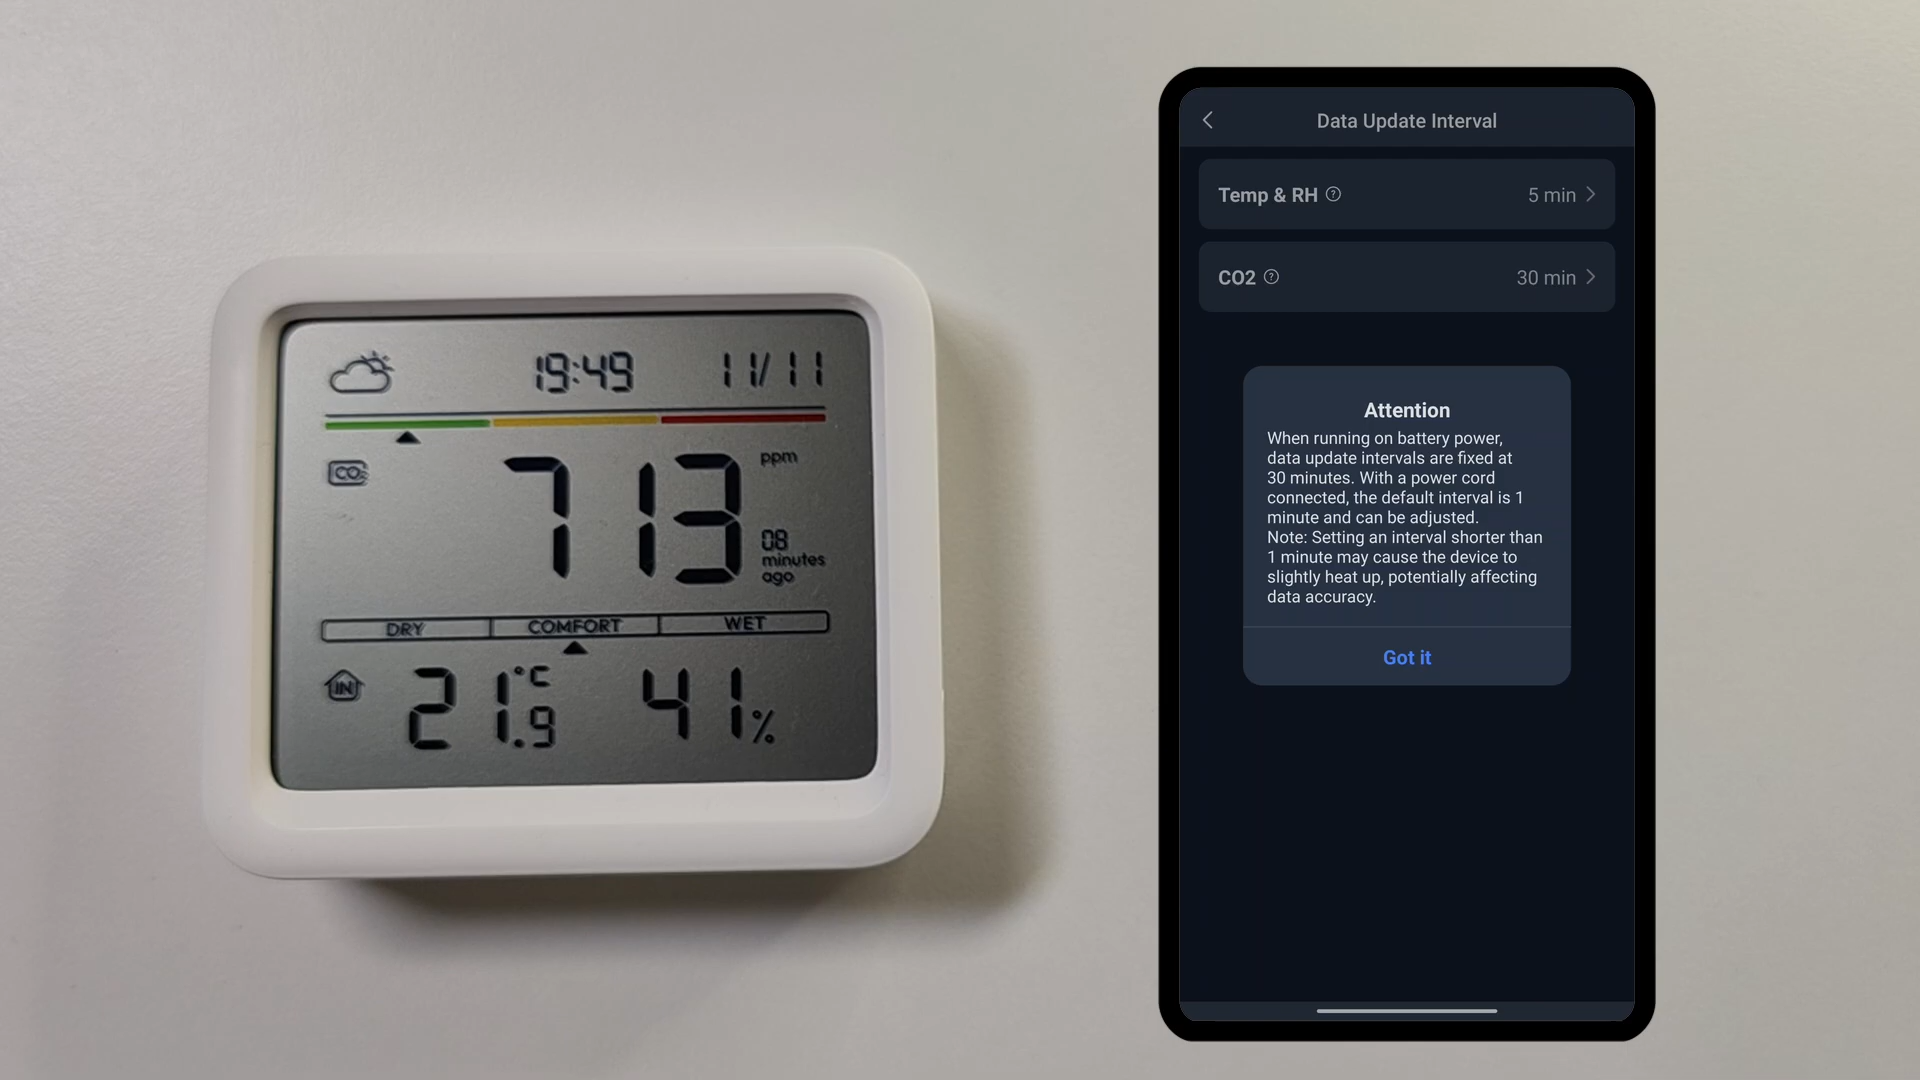 19:49 11/11
CO2 ppm
713
08
minutes
ago
DRY COMFORT WET
IN 21.9 °C 41%
Data Update Interval
Temp & RH ? 5 min
CO2 ? 30 min
Attention
When running on battery power,
data update intervals are fixed at
30 minutes. With a power cord
connected, the default interval is 1
minute and can be adjusted.
Note: Setting an interval shorter than
1 minute may cause the device to
slightly heat up, potentially affecting
data accuracy.
Got it